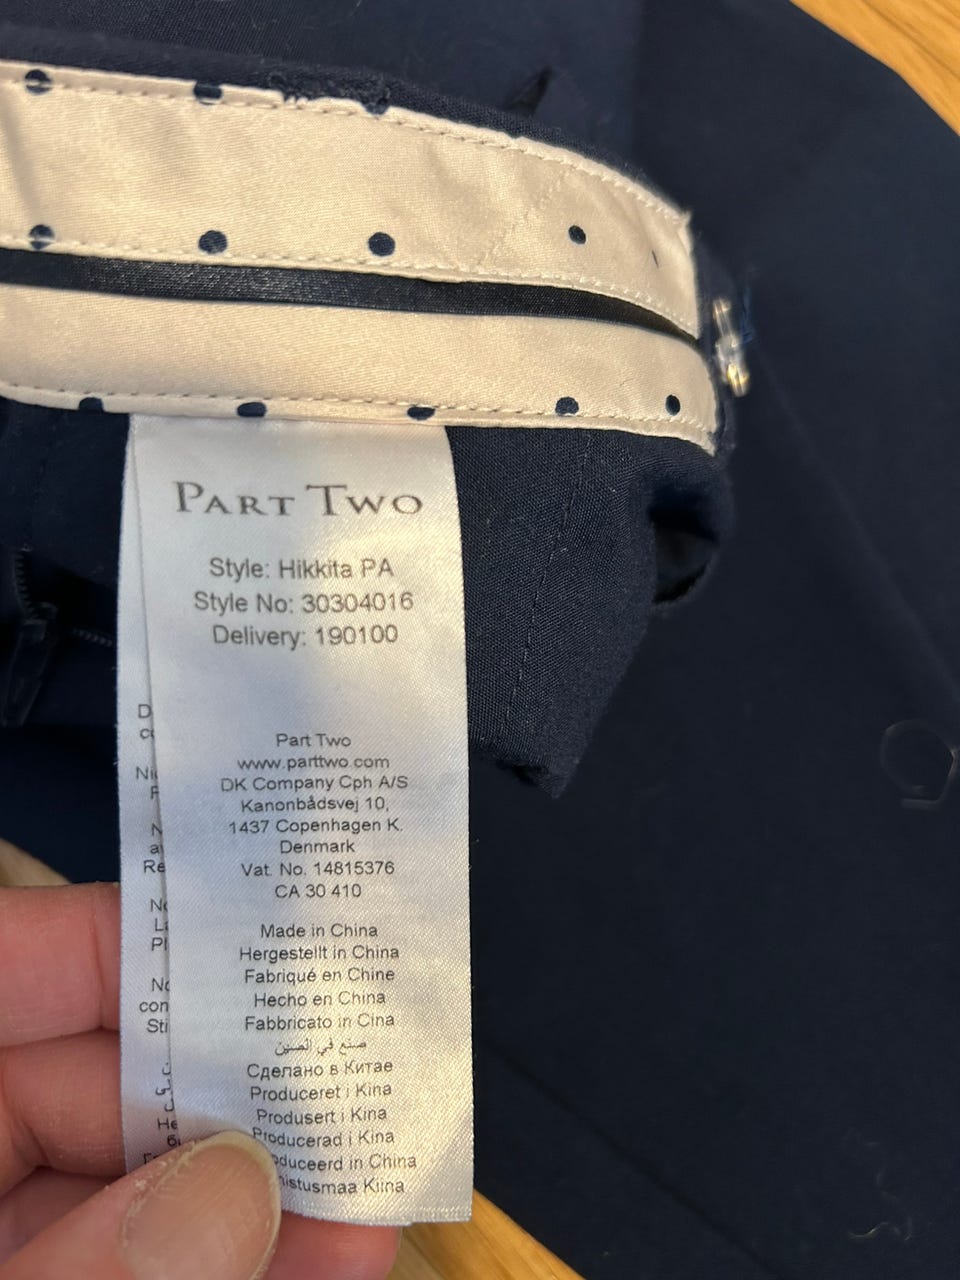 PART TWO
Style: Hikkita PA
Style No: 30304016
Delivery: 190100
Part Two
www.parttwo.com
DK Company Cph A/S
Kanonbådsvej 10,
1437 Copenhagen K.
Denmark
Vat. No. 14815376
CA 30 410
Made in China
Hergestellt in China
Fabriqué en Chine
Hecho en China
Fabbricato in Cina
صنع في الصين
Сделано в Китае
Produceret i Kina
Produsert i Kina
Producerad i Kina
in China
Kiina